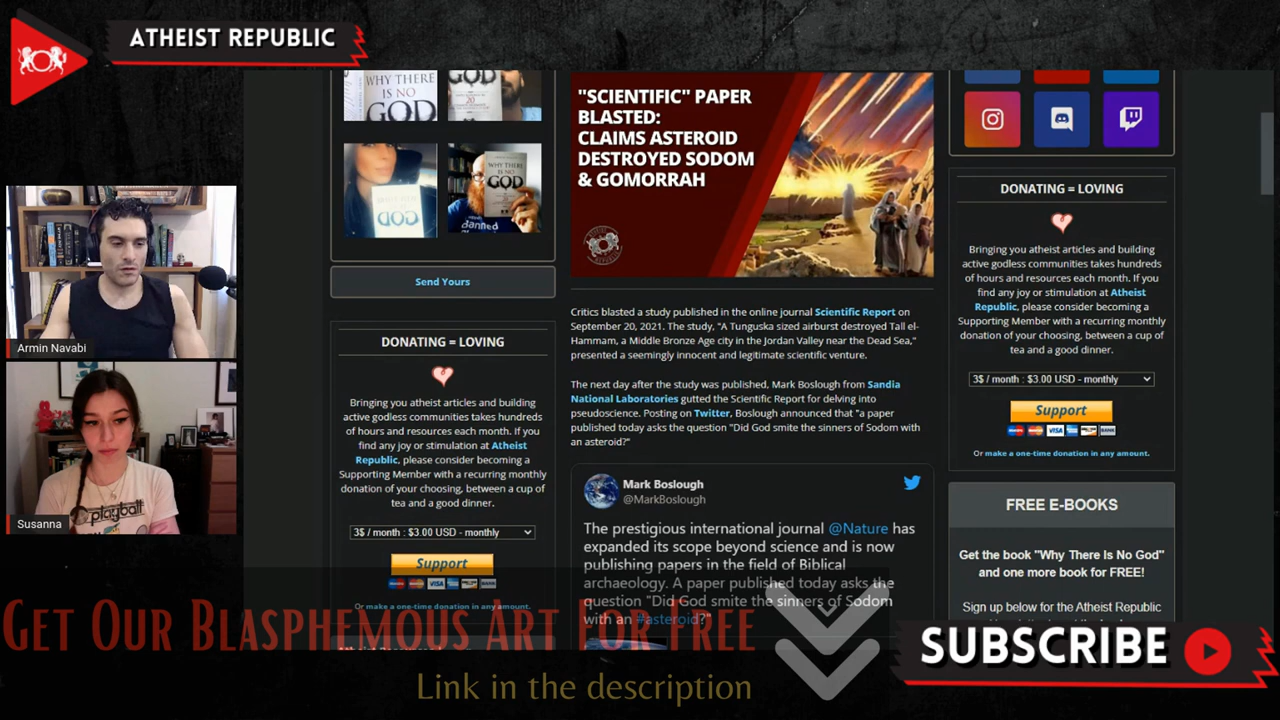 ATHEIST REPUBLIC
WHY THERE
IS NO
GOD
GOD
20
GOD
WHY THERE
IS NO
GOD
banned
Send Yours
DONATING = LOVING
Bringing you atheist articles and building
active godless communities takes hundreds
of hours and resources each month. If you
find any joy or stimulation at Atheist
Republic, please consider becoming a
Supporting Member with a recurring monthly
donation of your choosing, between a cup of
tea and a good dinner.
3$ / month : $3.00 USD - monthly
Support
VISA
BANK
Or make a one-time donation in any amount.
"SCIENTIFIC" PAPER
BLASTED:
CLAIMS ASTEROID
DESTROYED SODOM
& GOMORRAH
Critics blasted a study published in the online journal Scientific Report on
September 20, 2021. The study, "A Tunguska sized airburst destroyed Tall el-
Hammam, a Middle Bronze Age city in the Jordan Valley near the Dead Sea,"
presented a seemingly innocent and legitimate scientific venture.
The next day after the study was published, Mark Boslough from Sandia
National Laboratories gutted the Scientific Report for delving into
pseudoscience. Posting on Twitter, Boslough announced that "a paper
published today asks the question "Did God smite the sinners of Sodom with
an asteroid?"
Mark Boslough
@MarkBoslough
The prestigious international journal @Nature has
expanded its scope beyond science and is now
publishing papers in the field of Biblical
archaeology. A paper published today asks the
question "Did God smite the sinners of Sodom
with an #asteroid?"
DONATING = LOVING
Bringing you atheist articles and building
active godless communities takes hundreds
of hours and resources each month. If you
find any joy or stimulation at Atheist
Republic, please consider becoming a
Supporting Member with a recurring monthly
donation of your choosing, between a cup of
tea and a good dinner.
3$ / month : $3.00 USD - monthly
Support
VISA
BANK
Or make a one-time donation in any amount.
FREE E-BOOKS
Get the book "Why There Is No God"
and one more book for FREE!
Sign up below for the Atheist Republic
Armin Navabi
Susanna
playball
GET OUR BLASPHEMOUS ART FOR FREE
Link in the description
SUBSCRIBE